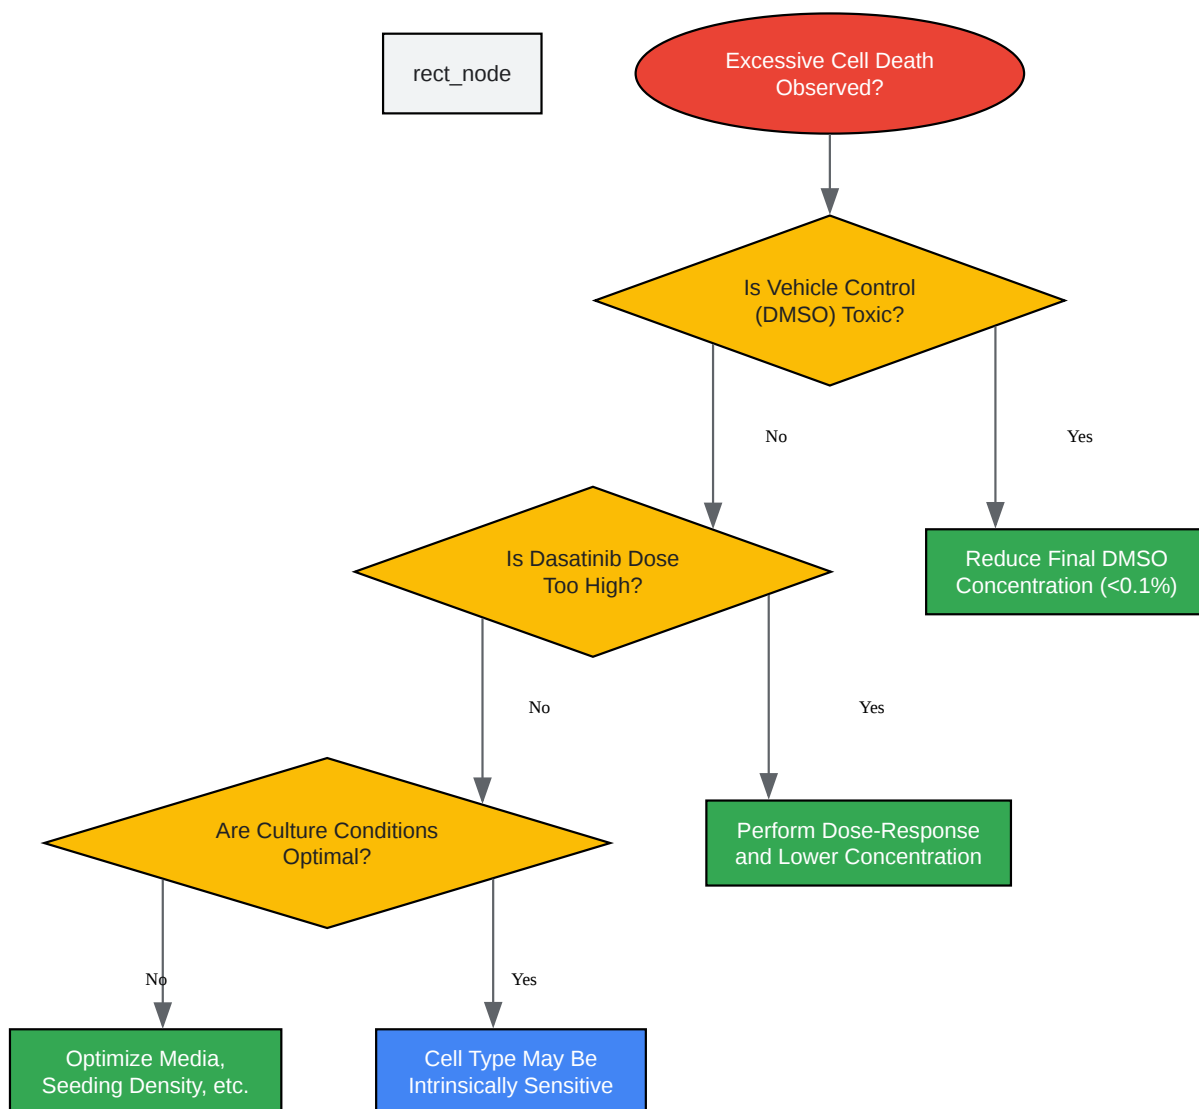 rect_node
Excessive Cell Death
Observed?
Is Vehicle Control
(DMSO) Toxic?
No
Yes
Is Dasatinib Dose
Too High?
Reduce Final DMSO
Concentration (<0.1%)
No
Yes
Are Culture Conditions
Optimal?
Perform Dose-Response
and Lower Concentration
No
Yes
Optimize Media,
Seeding Density, etc.
Cell Type May Be
Intrinsically Sensitive